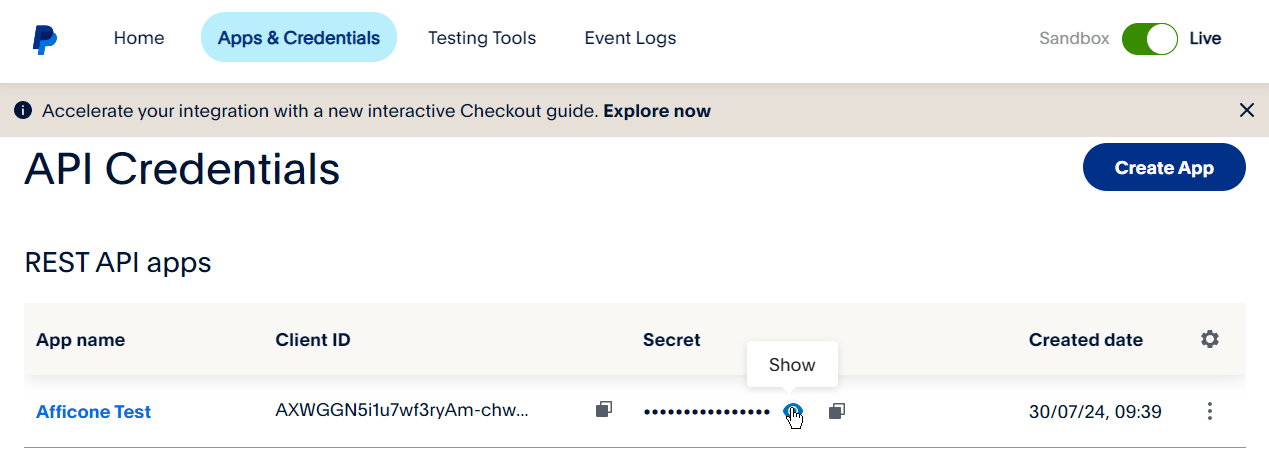 Home Apps & Credentials Testing Tools Event Logs Sandbox Live
Accelerate your integration with a new interactive Checkout guide. Explore now
API Credentials Create App
REST API apps
App name Client ID Secret Created date
Show
Afficone Test AXWGGN5i1u7wf3ryAm-chw... •••••••••••••••• 30/07/24, 09:39